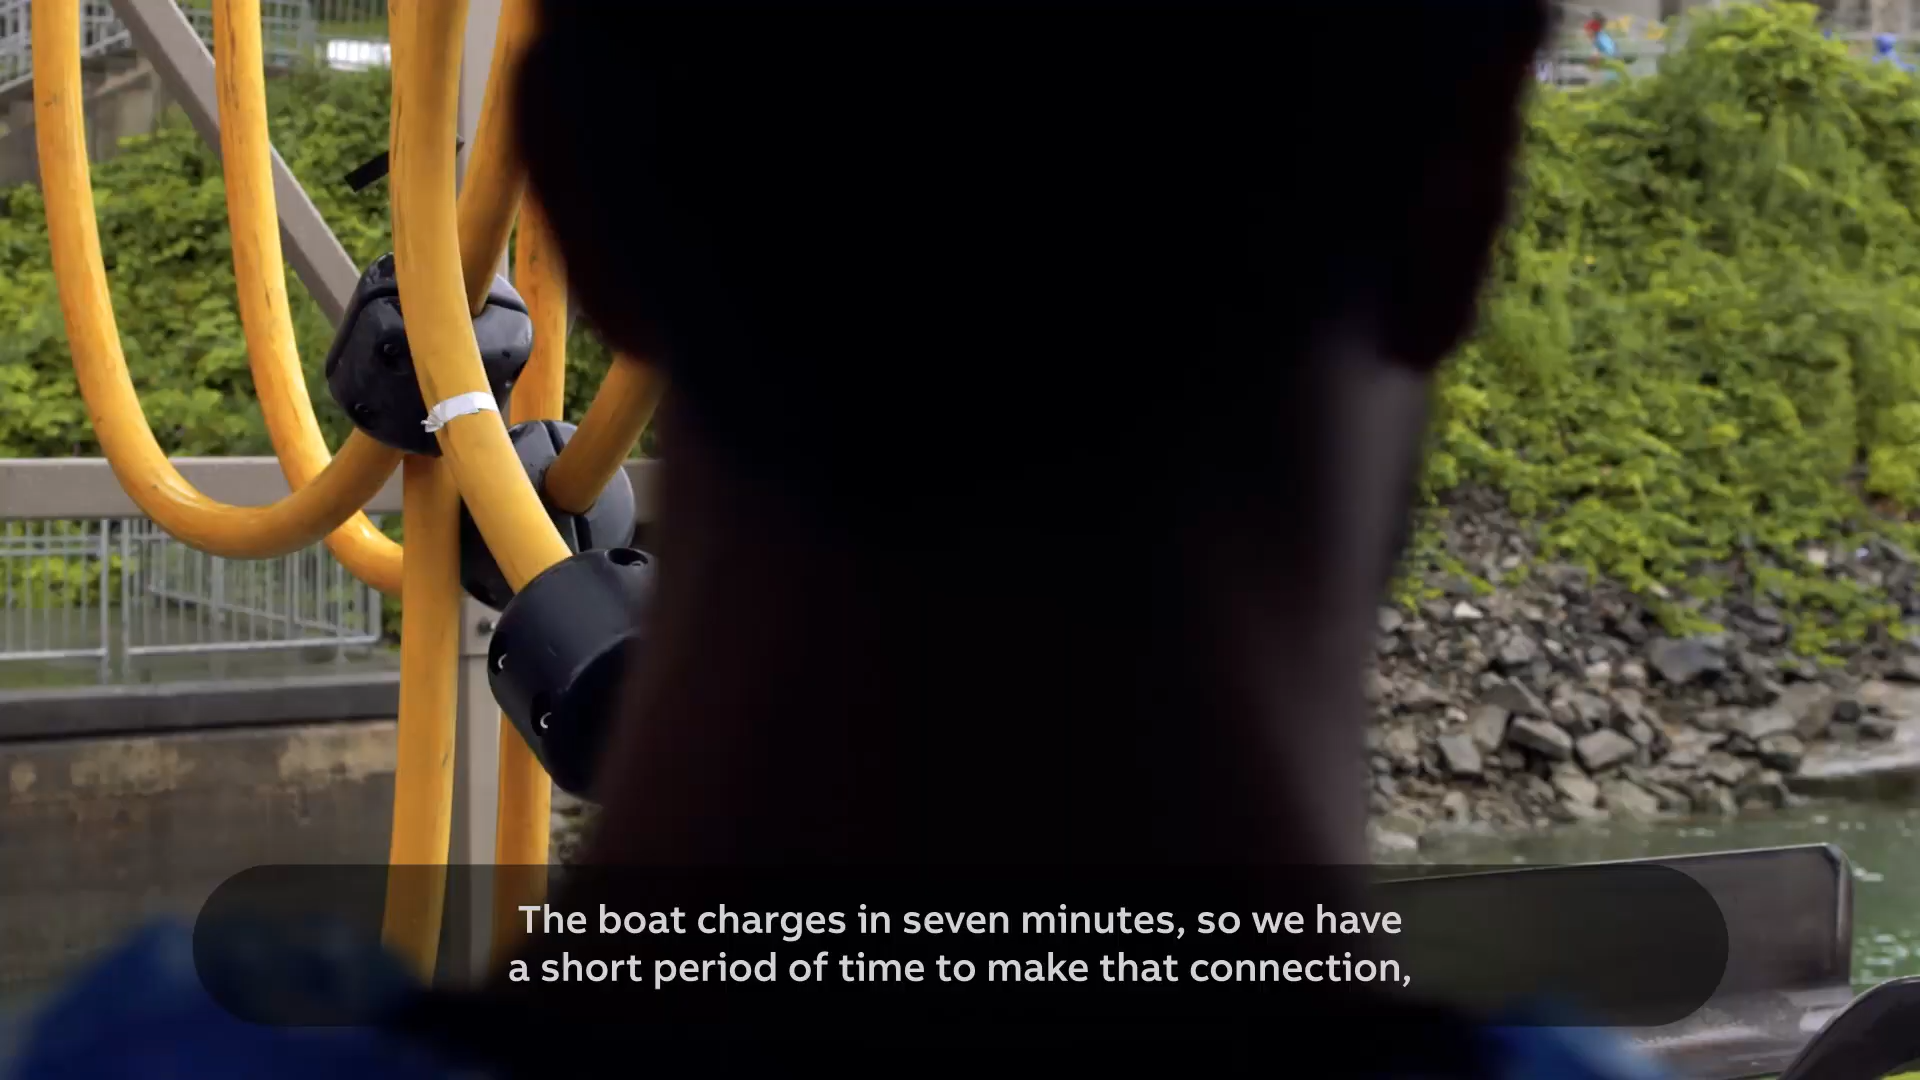 The boat charges in seven minutes, so we have
a short period of time to make that connection,